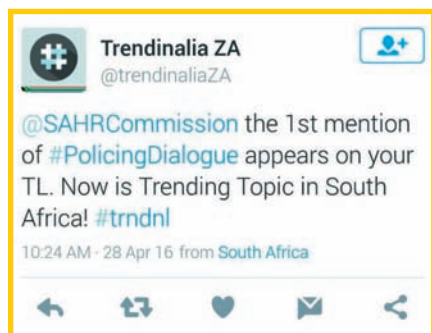 Trendinalia ZA
@trendinaliaZA
@SAHRCommission the 1st mention
of #PolicingDialogue appears on your
TL. Now is Trending Topic in South
Africa! #trndnl
10:24 AM - 28 Apr 16 from South Africa